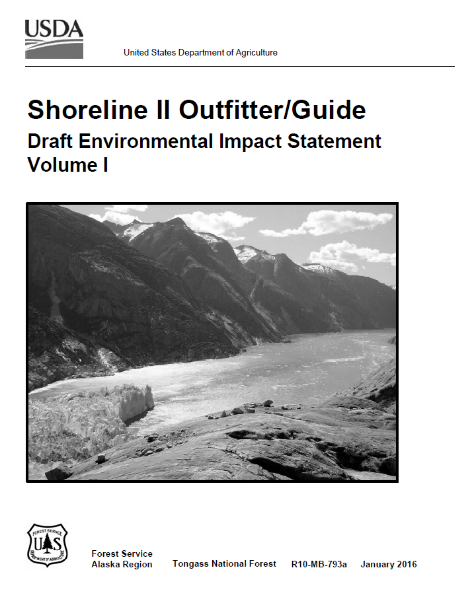 USDA
United States Department of Agriculture
Shoreline II Outfitter/Guide
Draft Environmental Impact Statement
Volume I
FOREST SERVICE
U S
DEPARTMENT OF AGRICULTURE
Forest Service
Alaska Region Tongass National Forest R10-MB-793a January 2016